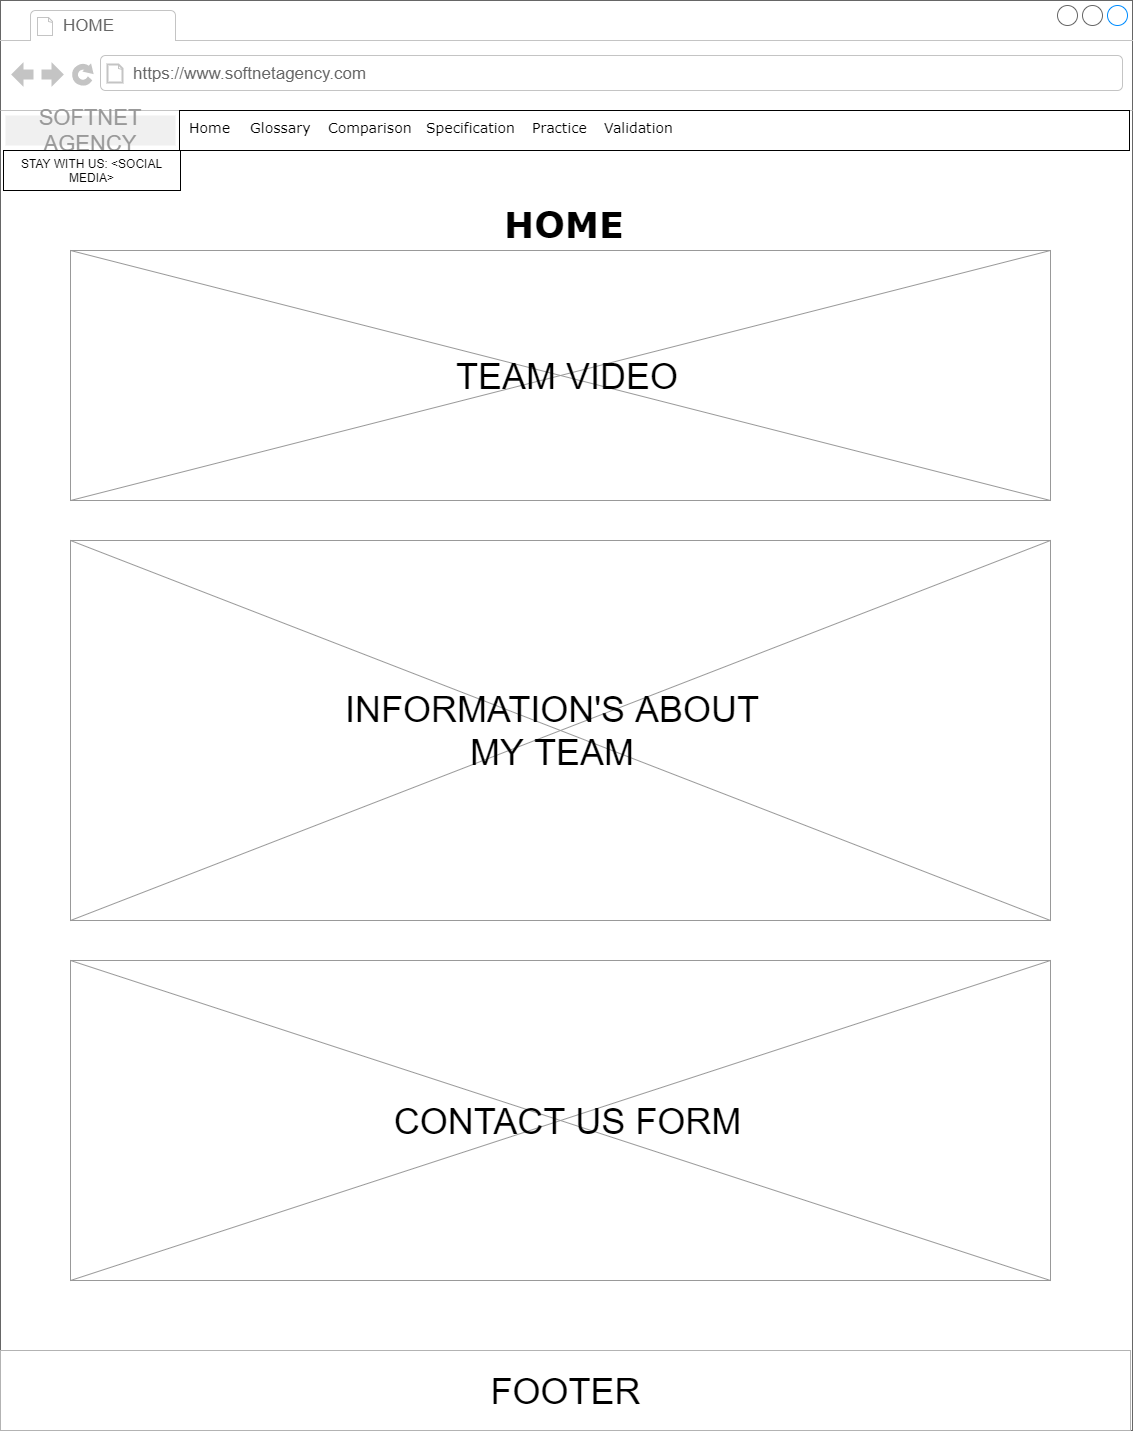 HOME
https://www.softnetagency.com
SOFTNET
AGENCY
Home Glossary Comparison Specification Practice Validation
STAY WITH US: <SOCIAL
MEDIA>
HOME
TEAM VIDEO
INFORMATION'S ABOUT
MY TEAM
CONTACT US FORM
FOOTER